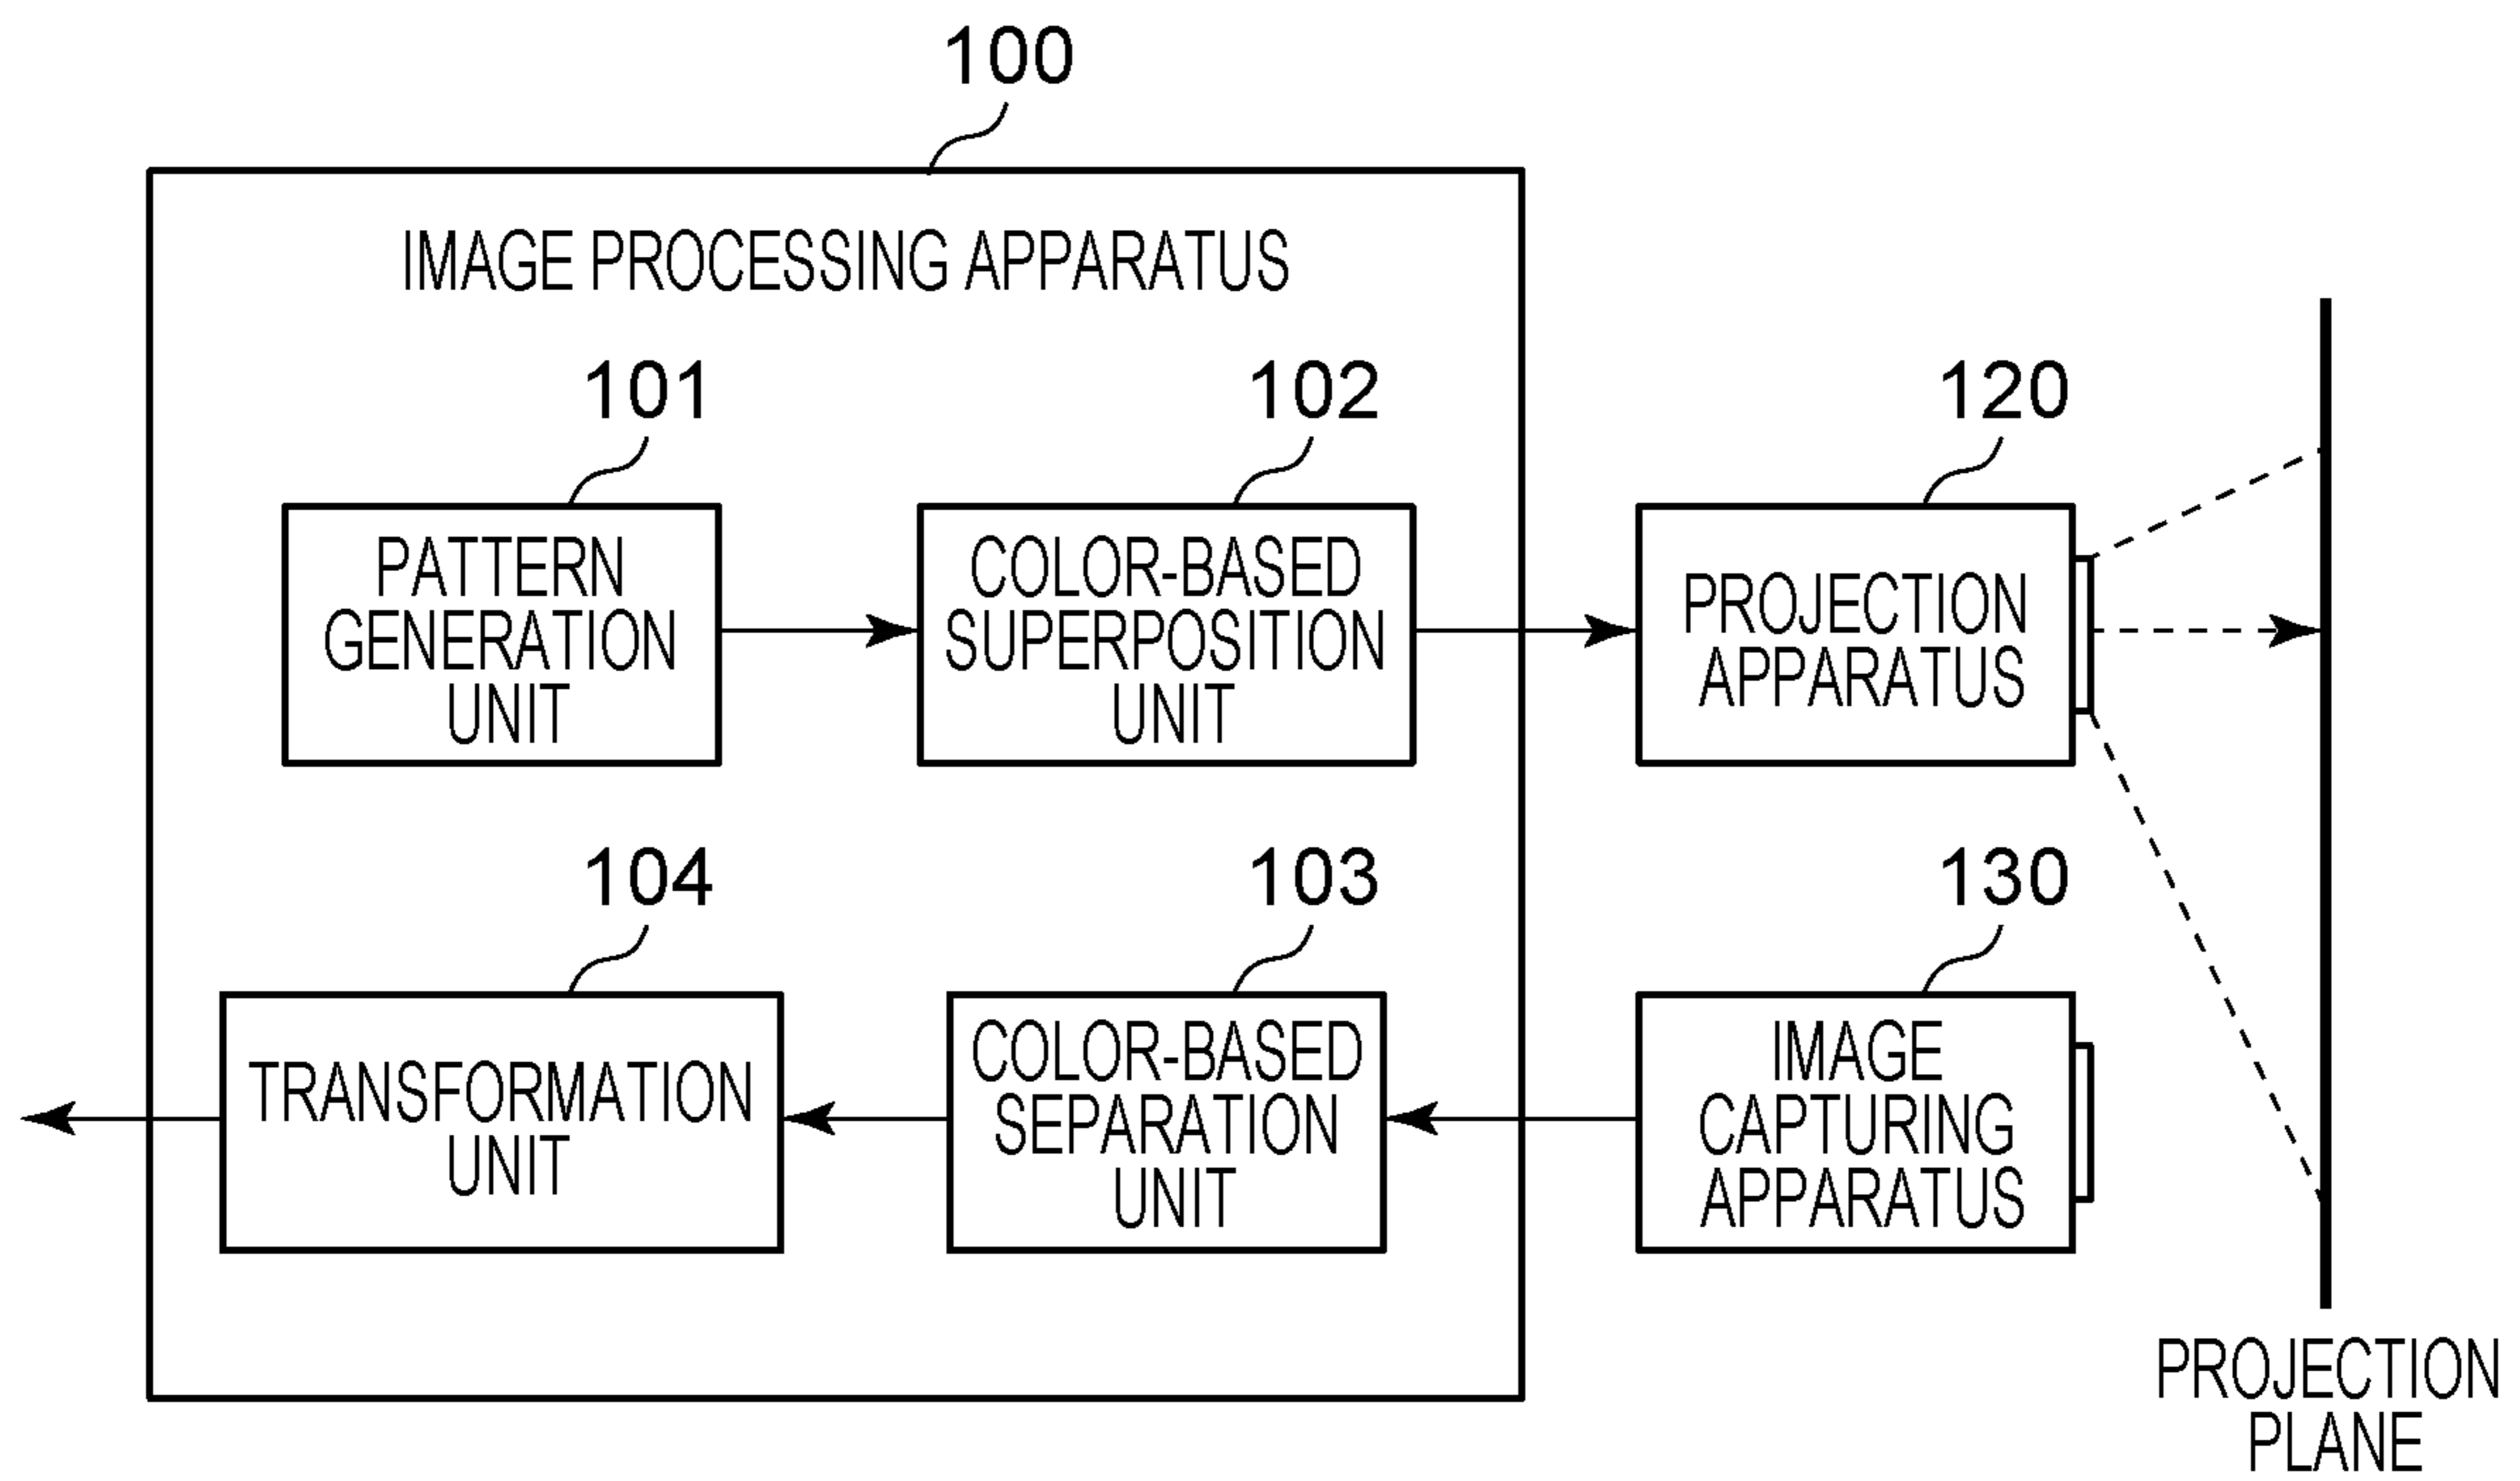 100
IMAGE PROCESSING APPARATUS
101
102
120
PATTERN
GENERATION
UNIT
COLOR-BASED
SUPERPOSITION
UNIT
PROJECTION
APPARATUS
104
103
130
TRANSFORMATION
UNIT
COLOR-BASED
SEPARATION
UNIT
IMAGE
CAPTURING
APPARATUS
PROJECTION
PLANE